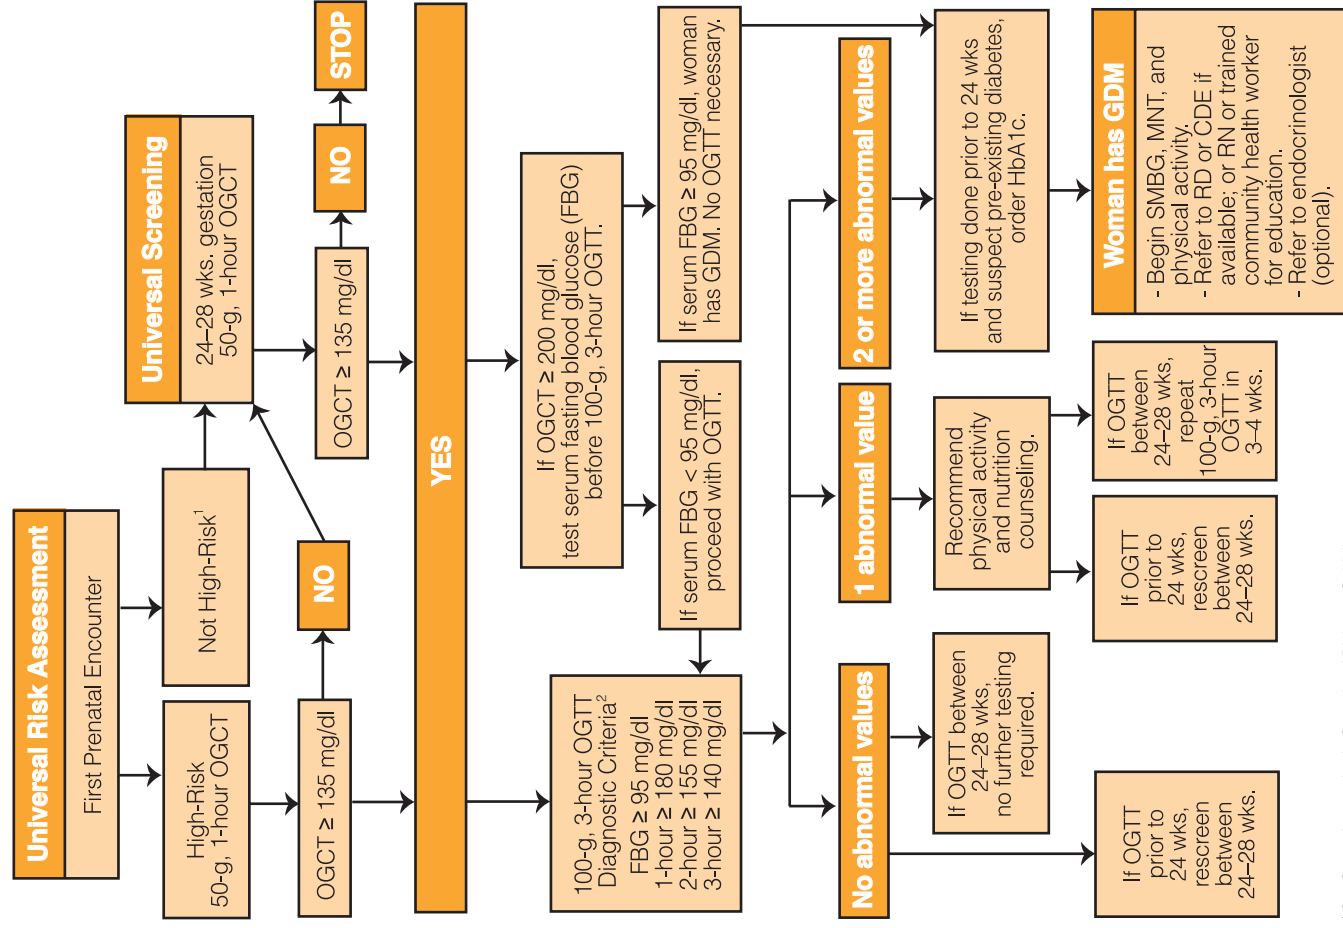 Universal Risk Assessment
First Prenatal Encounter
High-Risk
50-g, 1-hour OGCT
Not High-Risk¹
OGCT ≥ 135 mg/dl
NO
Universal Screening
24–28 wks. gestation
50-g, 1-hour OGCT
OGCT ≥ 135 mg/dl
NO
STOP
YES
100-g, 3-hour OGTT
Diagnostic Criteria²
FBG ≥ 95 mg/dl
1-hour ≥ 180 mg/dl
2-hour ≥ 155 mg/dl
3-hour ≥ 140 mg/dl
If OGCT ≥ 200 mg/dl,
test serum fasting blood glucose (FBG)
before 100-g, 3-hour OGTT.
If serum FBG < 95 mg/dl,
proceed with OGTT.
If serum FBG ≥ 95 mg/dl, woman
has GDM. No OGTT necessary.
No abnormal values
If OGTT
prior to
24 wks,
rescreen
between
24–28 wks.
If OGTT between
24–28 wks,
no further testing
required.
1 abnormal value
Recommend
physical activity
and nutrition
counseling.
If OGTT
prior to
24 wks,
rescreen
between
24–28 wks.
If OGTT
between
24–28 wks,
repeat
100-g, 3-hour
OGTT in
3–4 wks.
2 or more abnormal values
If testing done prior to 24 wks
and suspect pre-existing diabetes,
order HbA1c.
Woman has GDM
- Begin SMBG, MNT, and
physical activity.
- Refer to RD or CDE if
available; or RN or trained
community health worker
for education.
- Refer to endocrinologist
(optional).